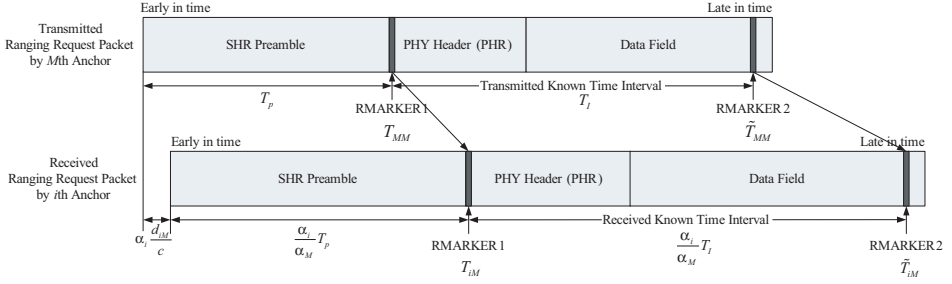 Early in time
Late in time
Transmitted
Ranging Request Packet
by Mth Anchor
SHR Preamble
PHY Header (PHR)
Data Field
T_p
Transmitted Known Time Interval
T_I
RMARKER 1
T_MM
RMARKER 2
T̃_MM
Early in time
Late in time
Received
Ranging Request Packet
by ith Anchor
SHR Preamble
PHY Header (PHR)
Data Field
α_i d_iM/c
α_i/α_M T_p
Received Known Time Interval
α_i/α_M T_I
RMARKER 1
T_iM
RMARKER 2
T̃_iM